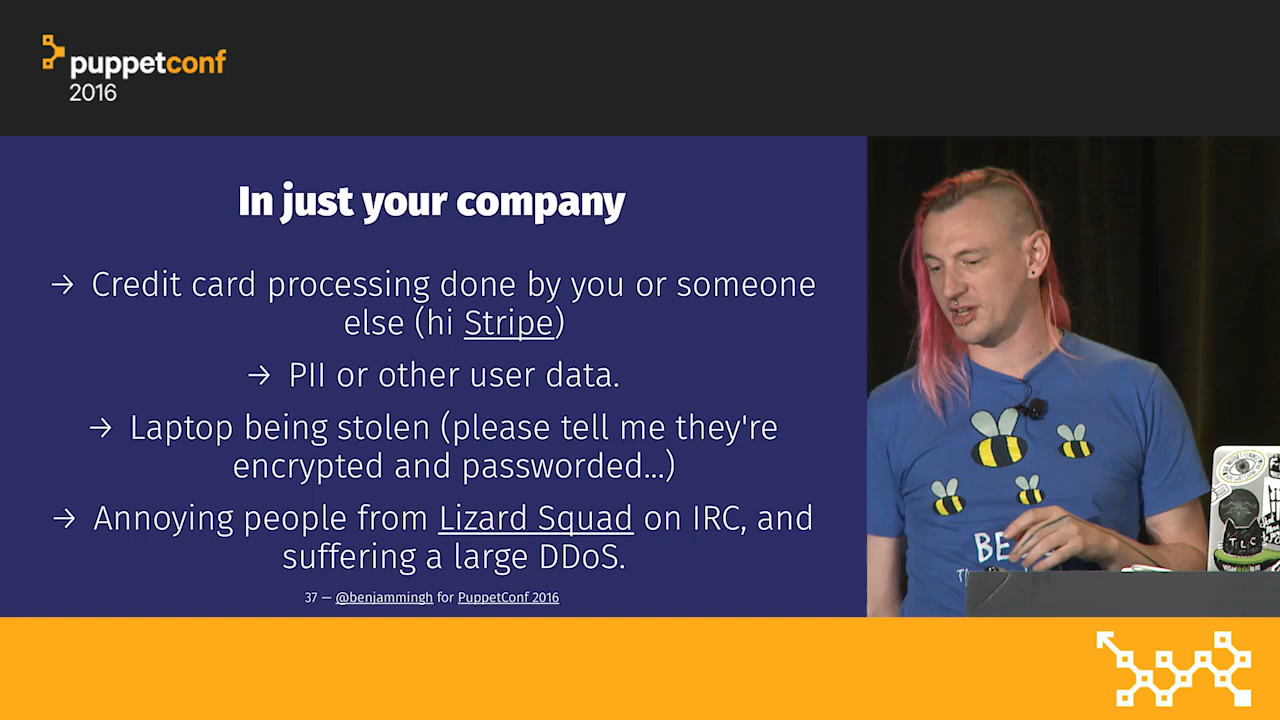 puppetconf
2016
In just your company
→ Credit card processing done by you or someone
else (hi Stripe)
→ PII or other user data.
→ Laptop being stolen (please tell me they're
encrypted and passworded...)
→ Annoying people from Lizard Squad on IRC, and
suffering a large DDoS.
37 — @benjammingh for PuppetConf 2016
BE
TLC